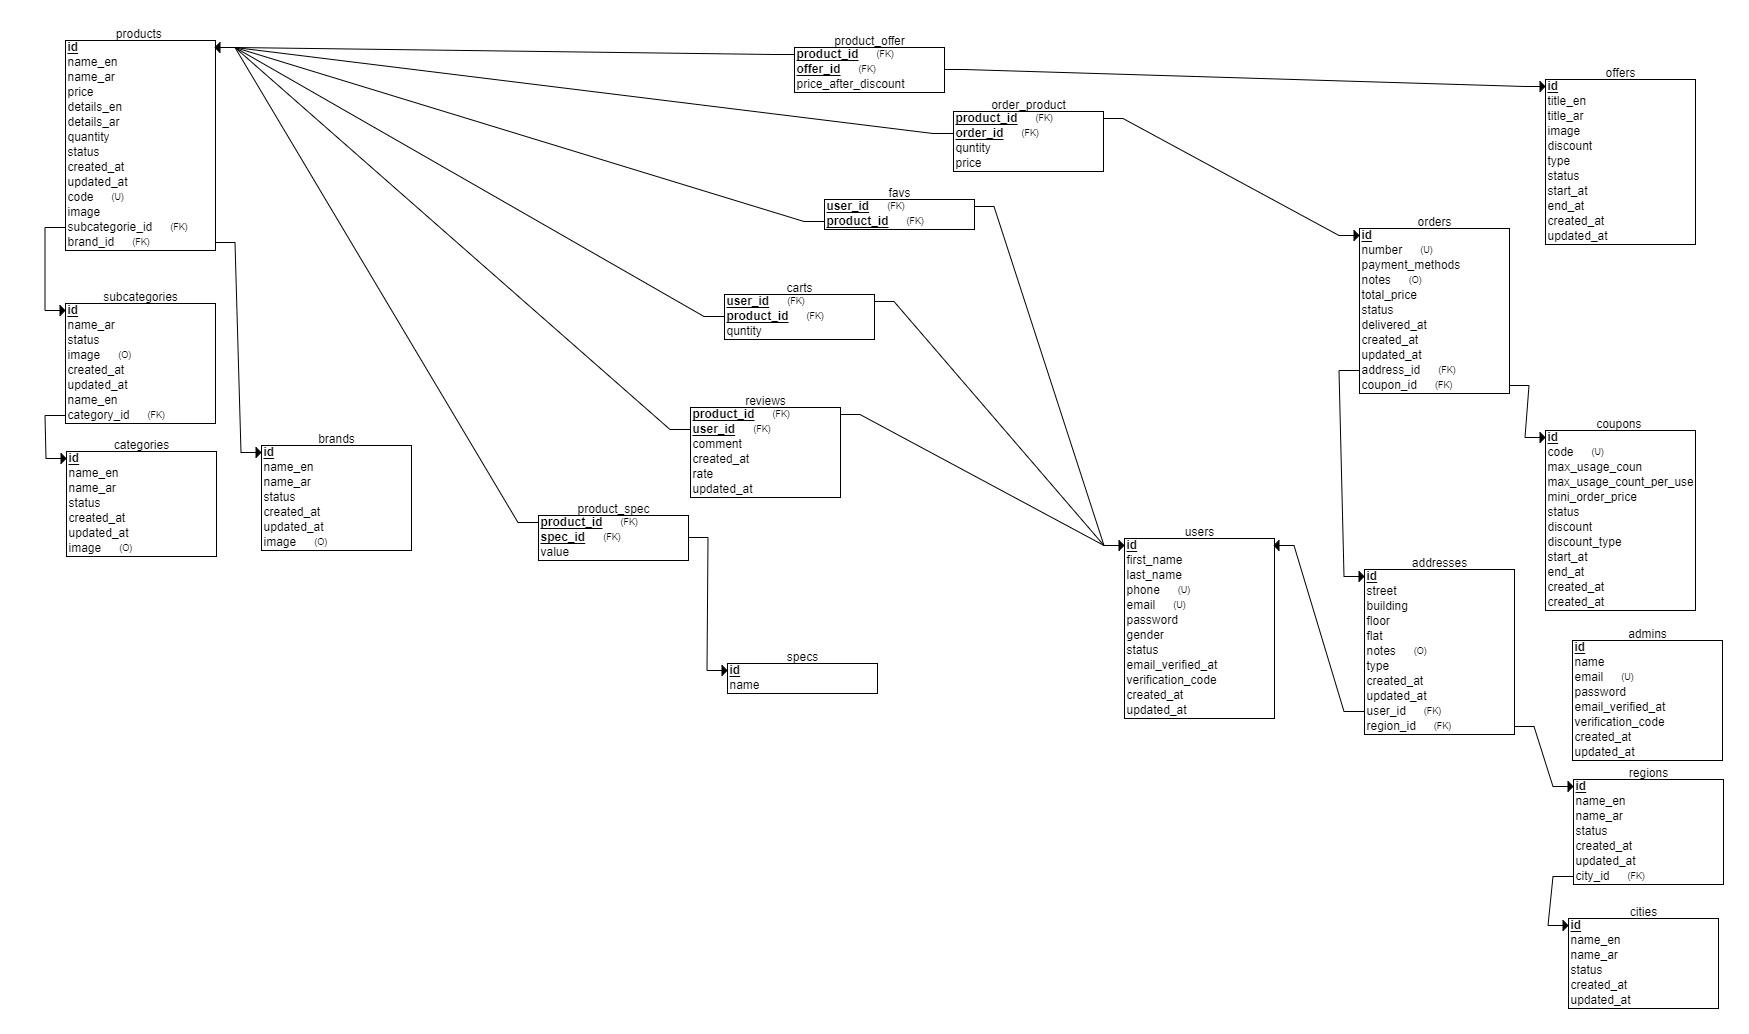 products
id
name_en
name_ar
price
details_en
details_ar
quantity
status
created_at
updated_at
code (U)
image
subcategorie_id (FK)
brand_id (FK)
subcategories
id
name_ar
status
image (O)
created_at
updated_at
name_en
category_id (FK)
categories
id
name_en
name_ar
status
created_at
updated_at
image (O)
brands
id
name_en
name_ar
status
created_at
updated_at
image (O)
product_offer
product_id (FK)
offer_id (FK)
price_after_discount
order_product
product_id (FK)
order_id (FK)
quntity
price
favs
user_id (FK)
product_id (FK)
carts
user_id (FK)
product_id (FK)
quntity
reviews
product_id (FK)
user_id (FK)
comment
created_at
rate
updated_at
product_spec
product_id (FK)
spec_id (FK)
value
specs
id
name
users
id
first_name
last_name
phone (U)
email (U)
password
gender
status
email_verified_at
verification_code
created_at
updated_at
offers
id
title_en
title_ar
image
discount
type
status
start_at
end_at
created_at
updated_at
orders
id
number (U)
payment_methods
notes (O)
total_price
status
delivered_at
created_at
updated_at
address_id (FK)
coupon_id (FK)
coupons
id
code (U)
max_usage_coun
max_usage_count_per_use
mini_order_price
status
discount
discount_type
start_at
end_at
created_at
created_at
addresses
id
street
building
floor
flat
notes (O)
type
created_at
updated_at
user_id (FK)
region_id (FK)
admins
id
name
email (U)
password
email_verified_at
verification_code
created_at
updated_at
regions
id
name_en
name_ar
status
created_at
updated_at
city_id (FK)
cities
id
name_en
name_ar
status
created_at
updated_at